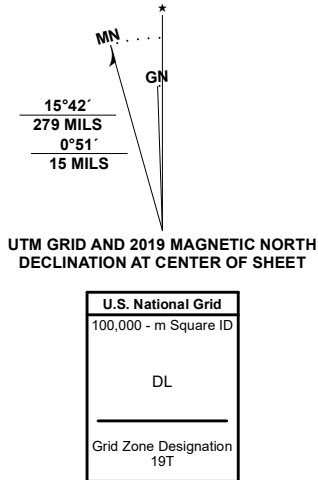 ★
MN
GN
15°42´
279 MILS
0°51´
15 MILS
UTM GRID AND 2019 MAGNETIC NORTH
DECLINATION AT CENTER OF SHEET
U.S. National Grid
100,000 - m Square ID
DL
Grid Zone Designation
19T